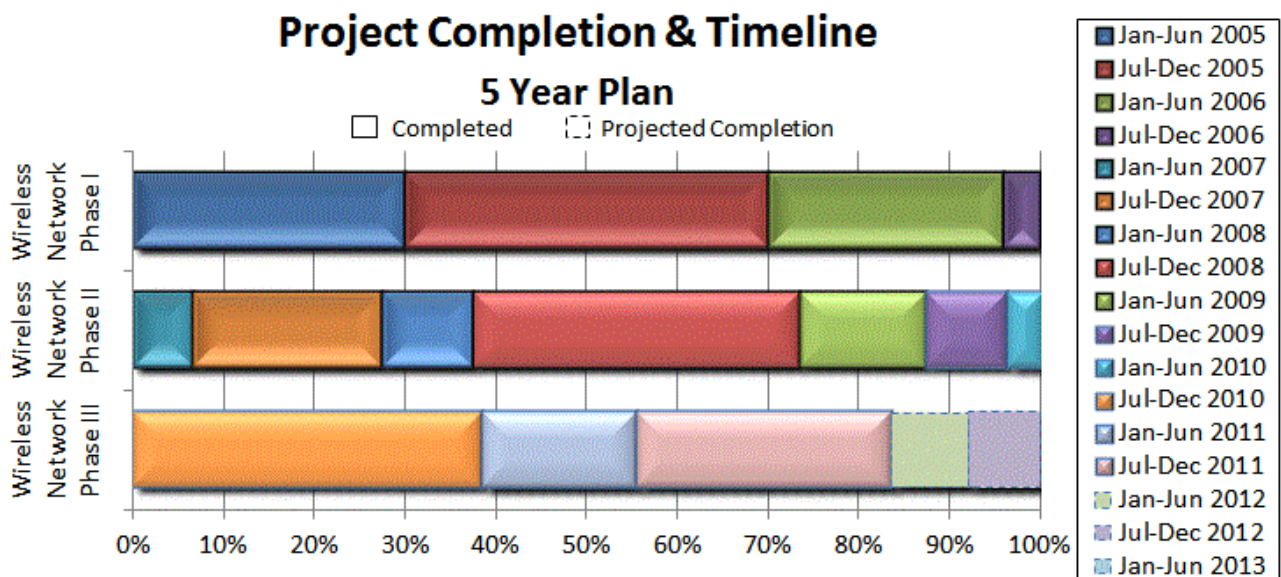 Project Completion & Timeline
5 Year Plan
Completed
Projected Completion
Wireless
Network
Phase I
Wireless
Network
Phase II
Wireless
Network
Phase III
0% 10% 20% 30% 40% 50% 60% 70% 80% 90% 100%
Jan-Jun 2005
Jul-Dec 2005
Jan-Jun 2006
Jul-Dec 2006
Jan-Jun 2007
Jul-Dec 2007
Jan-Jun 2008
Jul-Dec 2008
Jan-Jun 2009
Jul-Dec 2009
Jan-Jun 2010
Jul-Dec 2010
Jan-Jun 2011
Jul-Dec 2011
Jan-Jun 2012
Jul-Dec 2012
Jan-Jun 2013